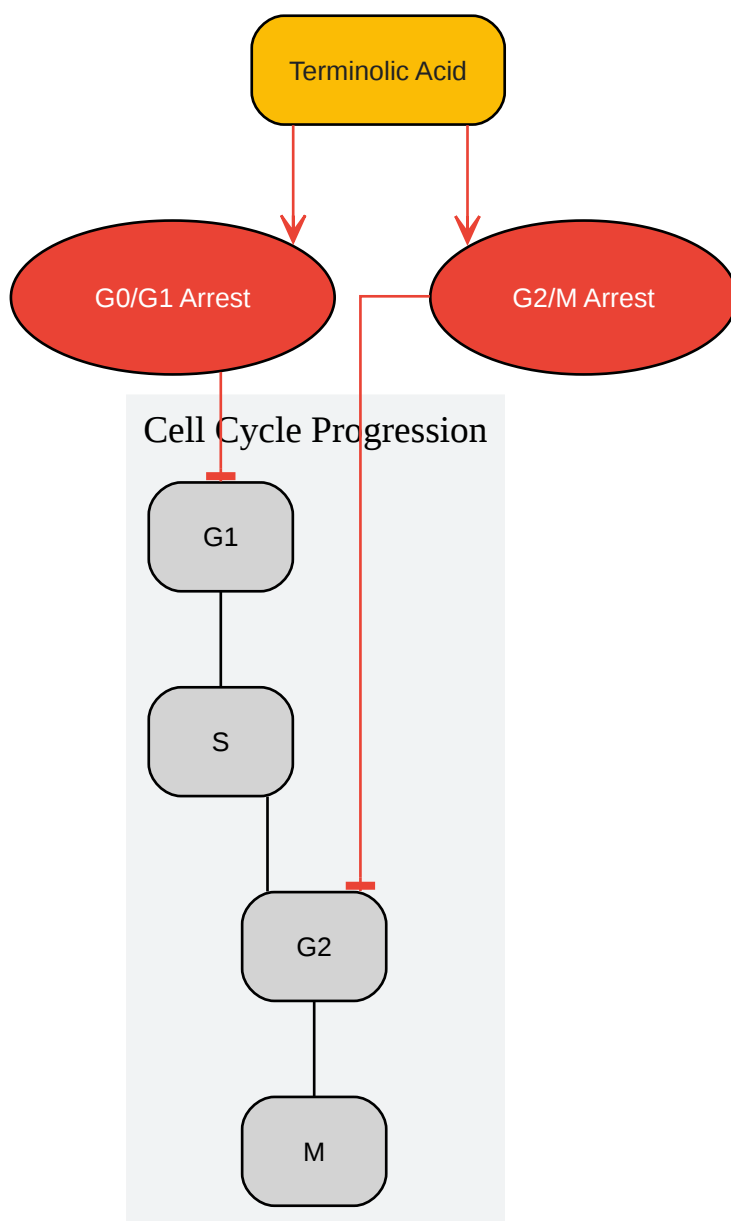 Terminolic Acid
G0/G1 Arrest
G2/M Arrest
Cell Cycle Progression
G1
S
G2
M